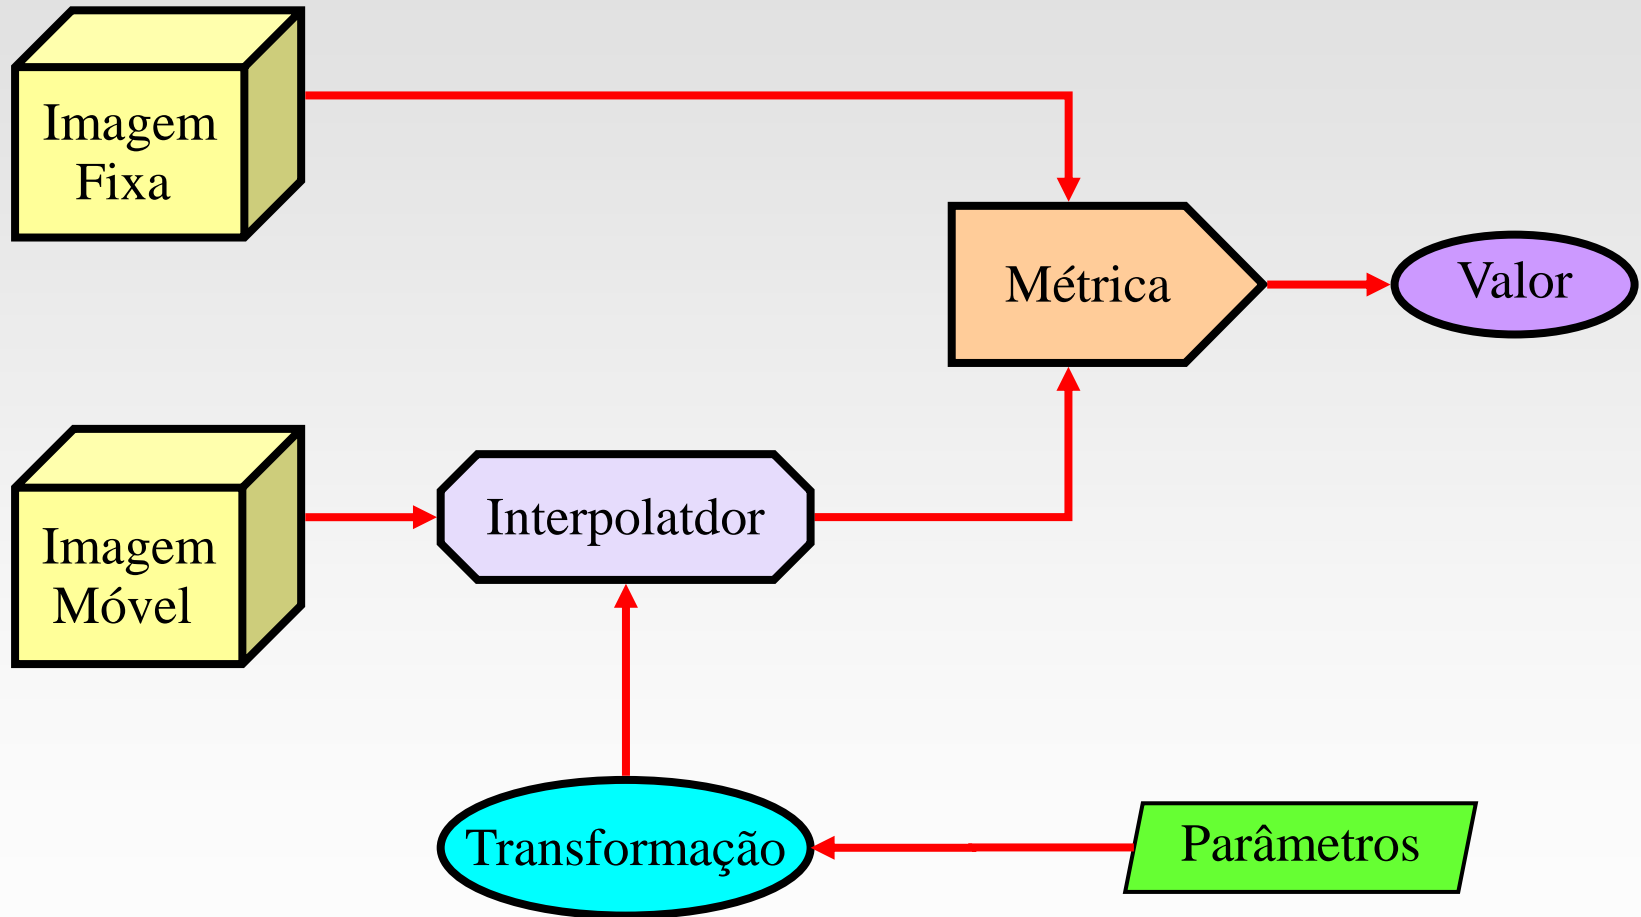 Imagem
Fixa
Métrica
Valor
Imagem
Móvel
Interpolatdor
Transformação
Parâmetros